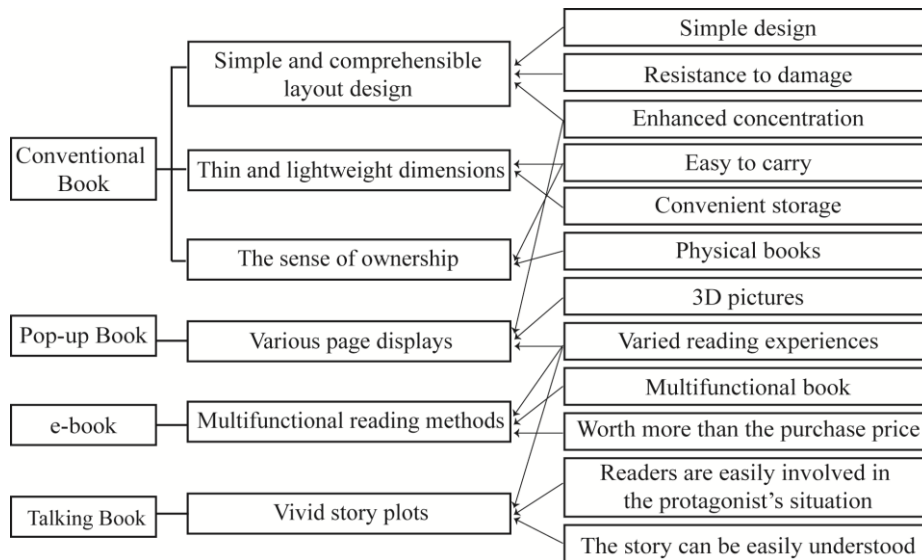 Conventional
Book
Pop-up Book
e-book
Talking Book
Simple and comprehensible
layout design
Thin and lightweight dimensions
The sense of ownership
Various page displays
Multifunctional reading methods
Vivid story plots
Simple design
Resistance to damage
Enhanced concentration
Easy to carry
Convenient storage
Physical books
3D pictures
Varied reading experiences
Multifunctional book
Worth more than the purchase price
Readers are easily involved in
the protagonist's situation
The story can be easily understood